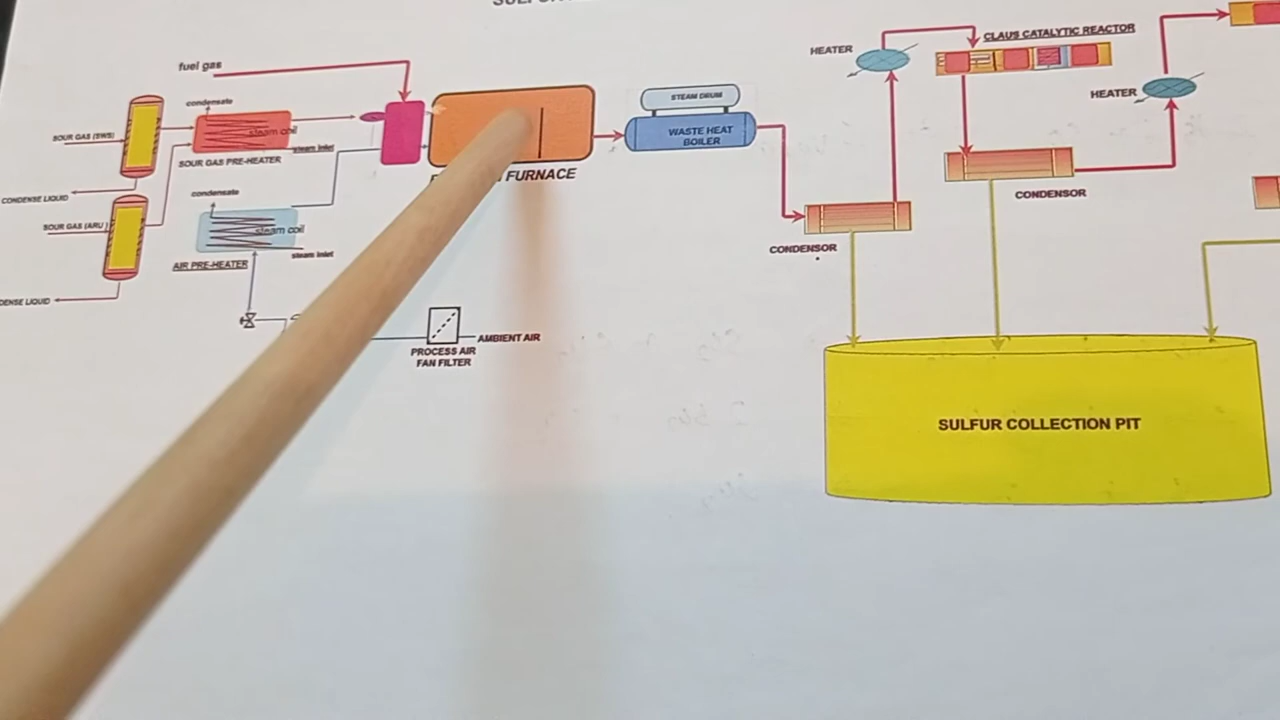 fuel gas
condensate
SOUR GAS (SWS)
steam coil
steam inlet
SOUR GAS PRE-HEATER
CONDENSE LIQUID
condensate
SOUR GAS (ARU)
steam coil
steam inlet
AIR PRE-HEATER
DENSE LIQUID
FURNACE
STEAM DRUM
WASTE HEAT
BOILER
HEATER
CLAUS CATALYTIC REACTOR
HEATER
CONDENSOR
CONDENSOR
AMBIENT AIR
PROCESS AIR
FAN FILTER
SULFUR COLLECTION PIT